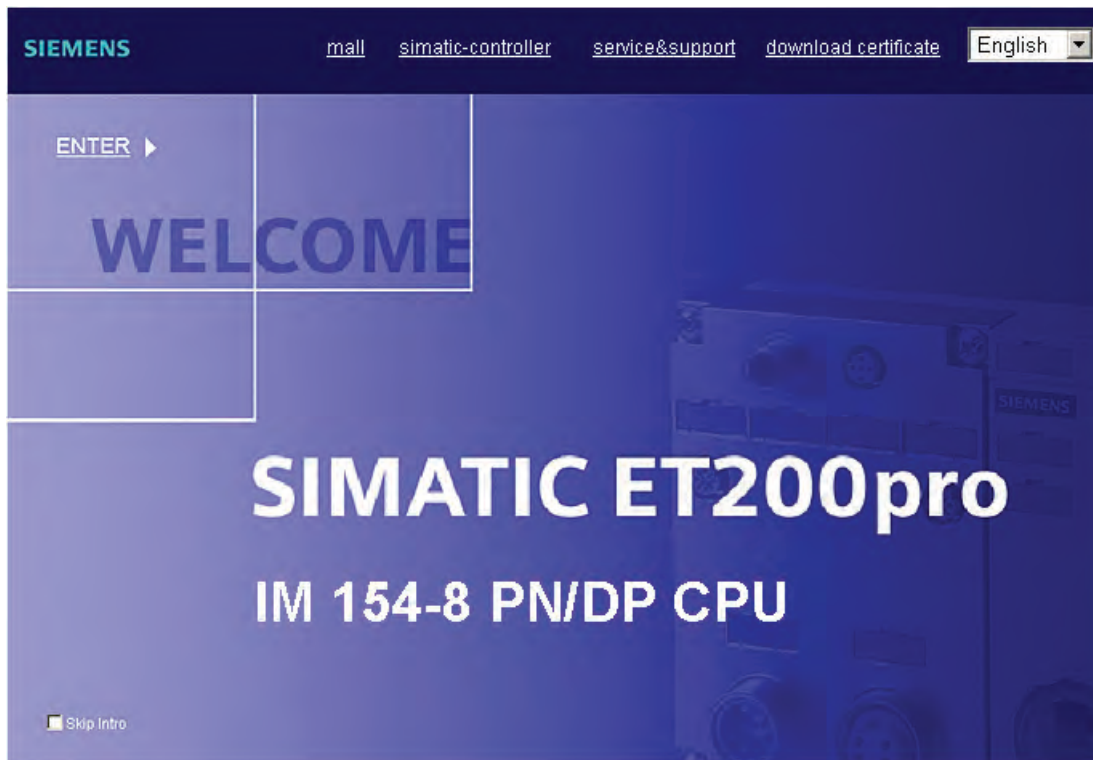 SIEMENS mall simatic-controller service&support download certificate English
ENTER
WELCOME
SIEMENS
SIMATIC ET200pro
IM 154-8 PN/DP CPU
Skip Intro